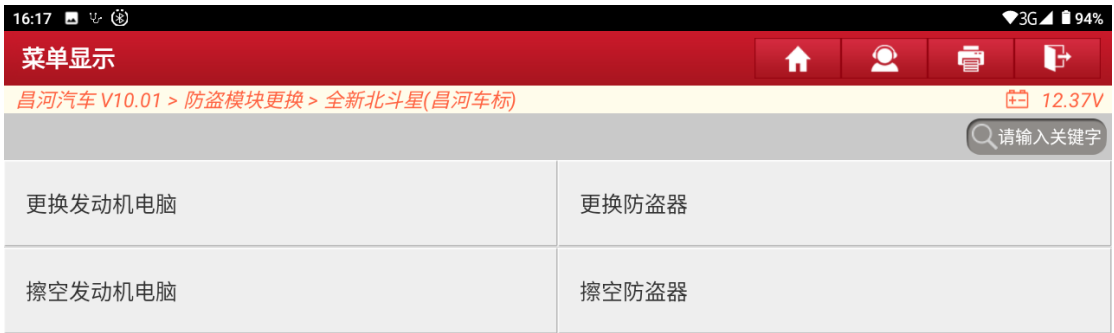 16:17 3G 94%
菜单显示
昌河汽车 V10.01 > 防盗模块更换 > 全新北斗星(昌河车标) 12.37V
请输入关键字
更换发动机电脑 更换防盗器
擦空发动机电脑 擦空防盗器